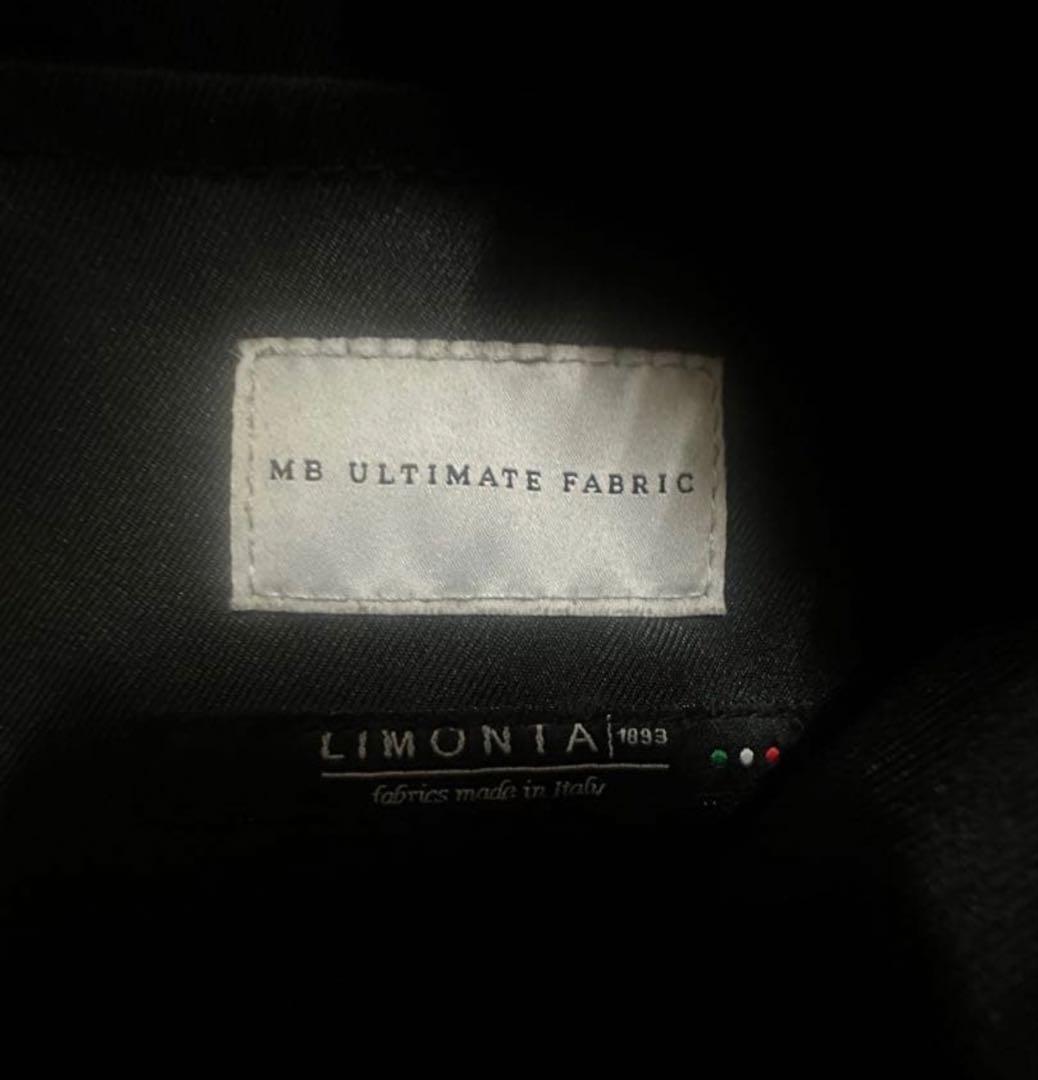 MB ULTIMATE FABRIC
LIMONTA|1893
fabrics made in Italy